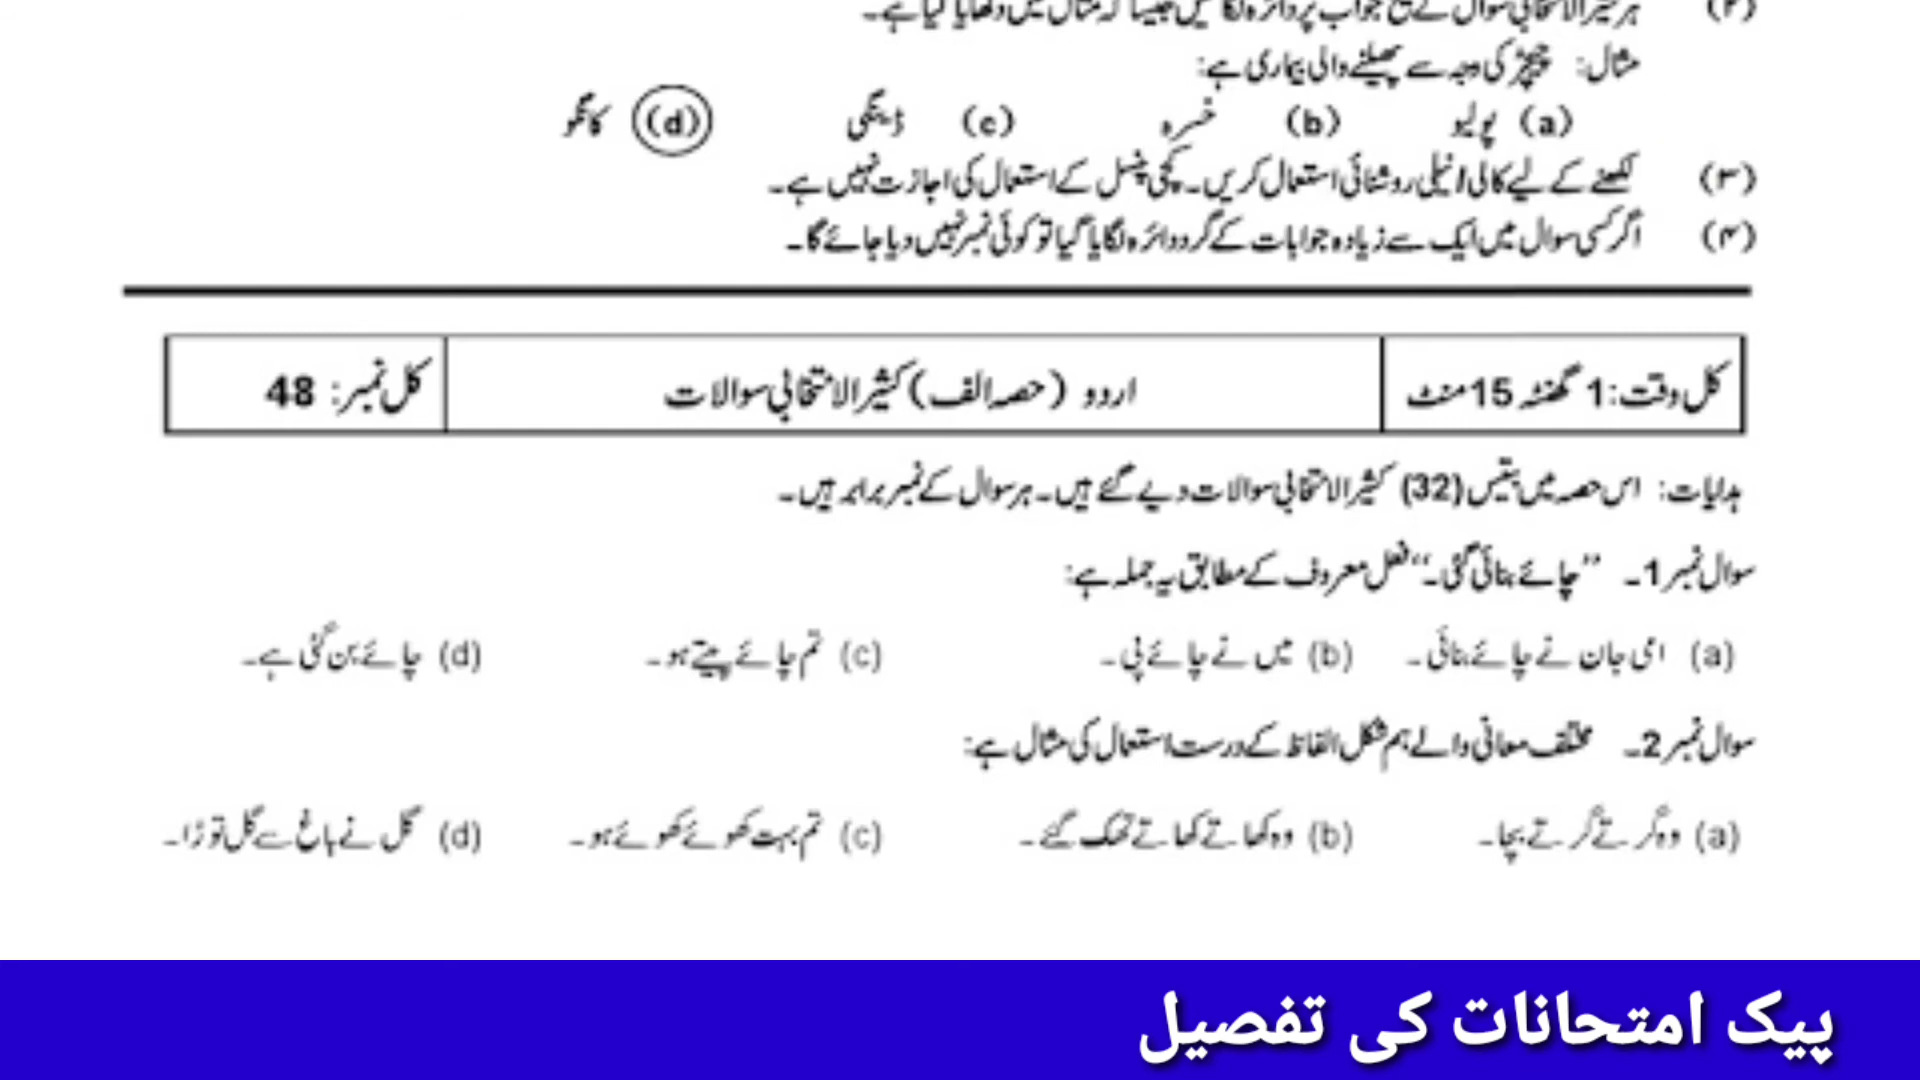 (۲) ہر کثیر الانتخابی سوال کے صحیح جواب پر دائرہ لگائیں جیسا کہ مثال میں دکھایا گیا ہے۔
مثال: چیچڑ کی وجہ سے پھیلنے والی بیماری ہے:
(a) پولیو (b) خسرہ (c) ڈینگی (d) کانگو
(۳) لکھنے کے لیے کالی/نیلی روشنائی استعمال کریں۔ کچی پنسل کے استعمال کی اجازت نہیں ہے۔
(۴) اگر کسی سوال میں ایک سے زیادہ جوابات کے گرد دائرہ لگایا گیا تو کوئی نمبر نہیں دیا جائے گا۔
کل وقت: 1 گھنٹہ 15 منٹ اردو (حصہ الف) کثیر الانتخابی سوالات کل نمبر: 48
ہدایات: اس حصہ میں بتیس (32) کثیر الانتخابی سوالات دیے گئے ہیں۔ ہر سوال کے نمبر برابر ہیں۔
سوال نمبر 1۔ ”چائے بنائی گئی۔“ فعل معروف کے مطابق یہ جملہ ہے:
(a) امی جان نے چائے بنائی۔ (b) میں نے چائے پی۔ (c) تم چائے پیتے ہو۔ (d) چائے بن گئی ہے۔
سوال نمبر 2۔ مختلف معانی والے ہم شکل الفاظ کے درست استعمال کی مثال ہے:
(a) وہ گرتے گرتے بچا۔ (b) وہ کھاتے کھاتے تھک گئے۔ (c) تم بہت کھوئے کھوئے ہو۔ (d) گل نے باغ سے گل توڑا۔
پیک امتحانات کی تفصیل